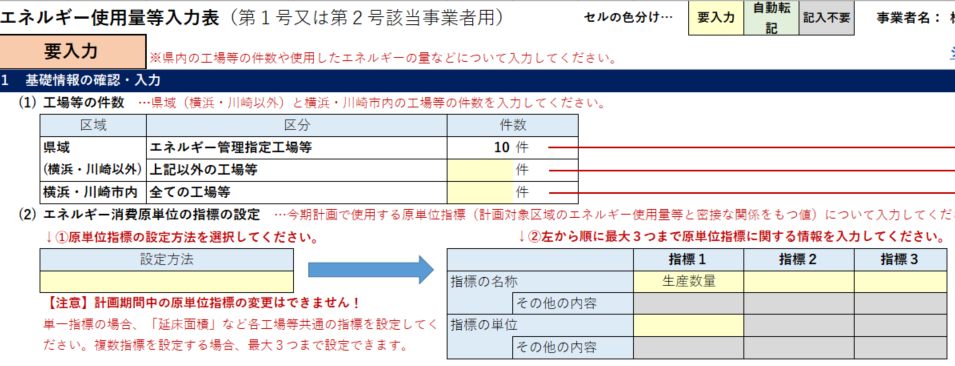 エネルギー使用量等入力表（第１号又は第２号該当事業者用）　セルの色分け…　要入力　自動転記　記入不要　事業者名：
要入力　※県内の工場等の件数や使用したエネルギーの量などについて入力してください。
1　基礎情報の確認・入力
(1) 工場等の件数　…県域（横浜・川崎以外）と横浜・川崎市内の工場等の件数を入力してください。
区域　区分　件数
県域　エネルギー管理指定工場等　10 件
(横浜・川崎以外)　上記以外の工場等　件
横浜・川崎市内　全ての工場等　件
(2) エネルギー消費原単位の指標の設定　…今期計画で使用する原単位指標（計画対象区域のエネルギー使用量等と密接な関係をもつ値）について入力してくだ
↓①原単位指標の設定方法を選択してください。　↓②左から順に最大３つまで原単位指標に関する情報を入力してください。
設定方法　指標１　指標２　指標３
指標の名称　生産数量
その他の内容
指標の単位
その他の内容
【注意】計画期間中の原単位指標の変更はできません！
単一指標の場合、「延床面積」など各工場等共通の指標を設定してく
ださい。複数指標を設定する場合、最大３つまで設定できます。